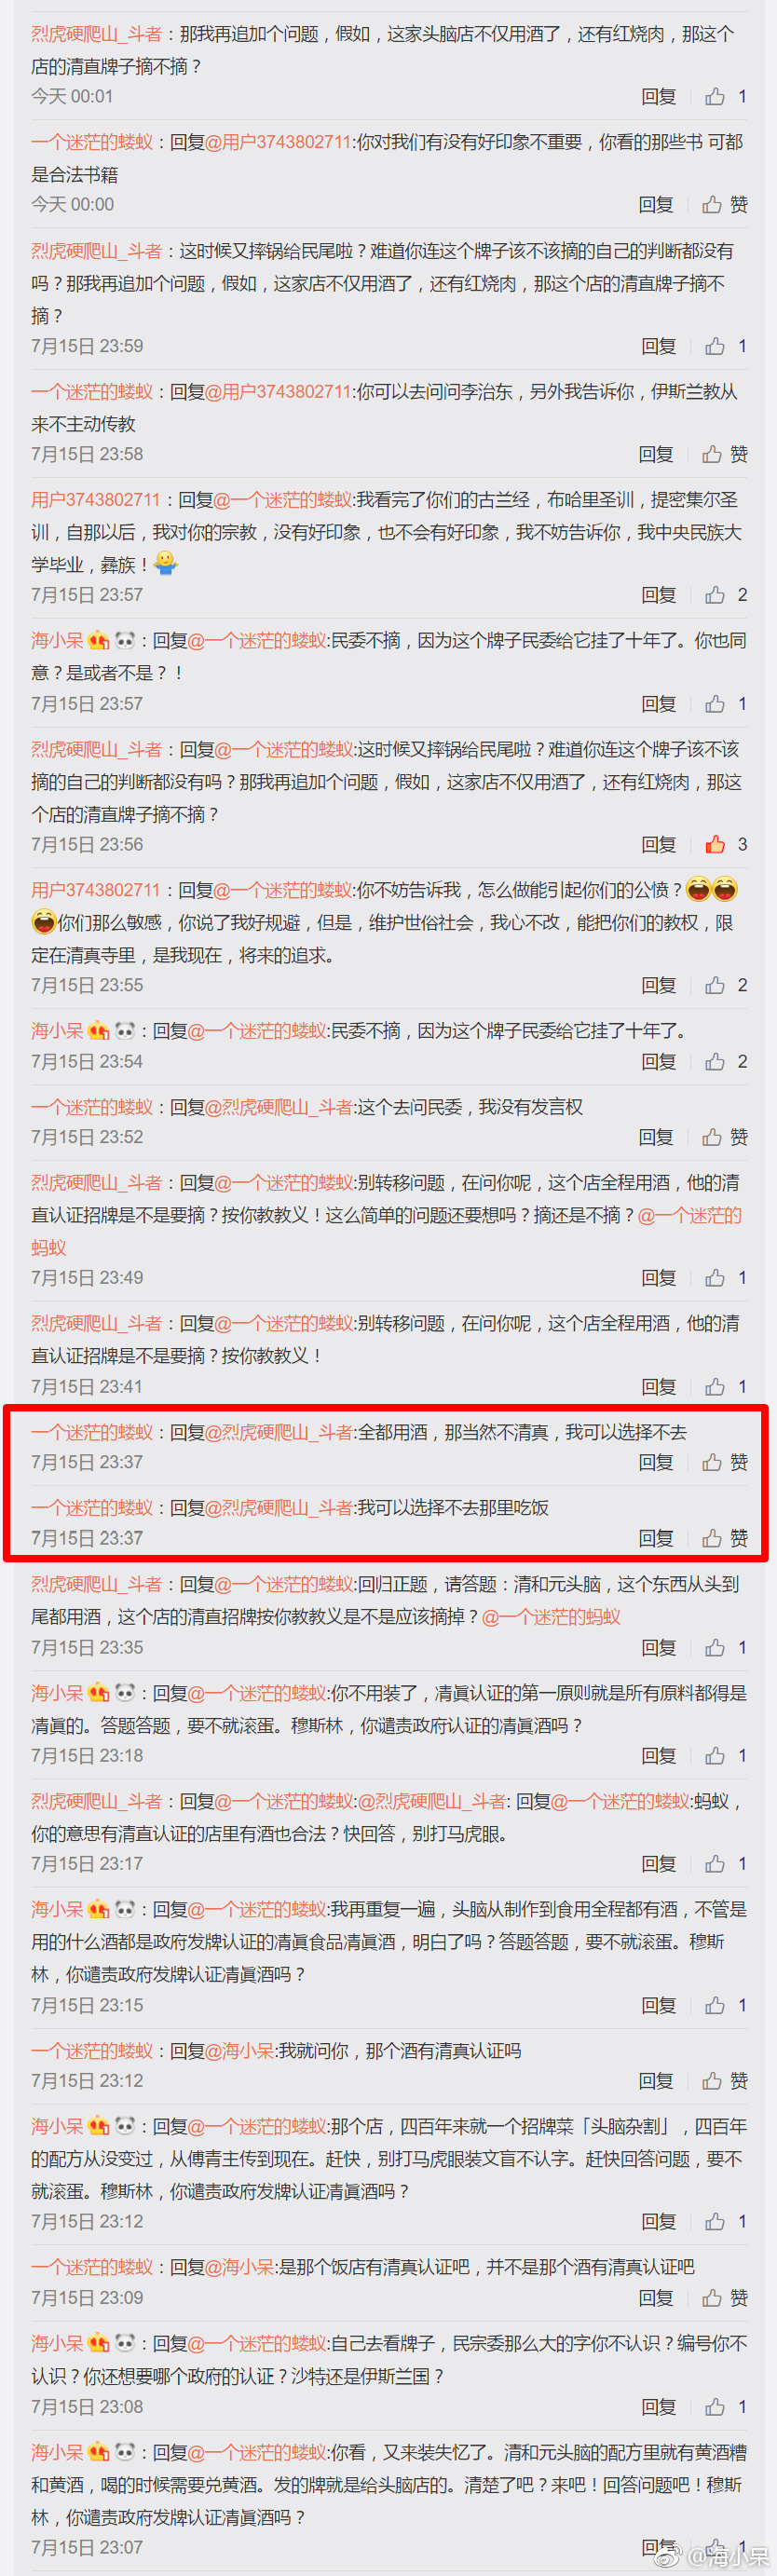 烈虎硬爬山_斗者：那我再追加个问题，假如，这家头脑店不仅用酒了，还有红烧肉，那这个
店的清直牌子摘不摘？
今天 00:01 回复 1
一个迷茫的蝼蚁：回复@用户3743802711:你对我们有没有好印象不重要，你看的那些书 可都
是合法书籍
今天 00:00 回复 赞
烈虎硬爬山_斗者：这时候又摔锅给民尾啦？难道你连这个牌子该不该摘的自己的判断都没有
吗？那我再追加个问题，假如，这家店不仅用酒了，还有红烧肉，那这个店的清直牌子摘不
摘？
7月15日 23:59 回复 1
一个迷茫的蝼蚁：回复@用户3743802711:你可以去问问李治东，另外我告诉你，伊斯兰教从
来不主动传教
7月15日 23:58 回复 赞
用户3743802711：回复@一个迷茫的蝼蚁:我看完了你们的古兰经，布哈里圣训，提密集尔圣
训，自那以后，我对你的宗教，没有好印象，也不会有好印象，我不妨告诉你，我中央民族大
学毕业，彝族！
7月15日 23:57 回复 2
海小呆：回复@一个迷茫的蝼蚁:民委不摘，因为这个牌子民委给它挂了十年了。你也同
意？是或者不是？！
7月15日 23:57 回复 1
烈虎硬爬山_斗者：回复@一个迷茫的蝼蚁:这时候又摔锅给民尾啦？难道你连这个牌子该不该
摘的自己的判断都没有吗？那我再追加个问题，假如，这家店不仅用酒了，还有红烧肉，那这
个店的清直牌子摘不摘？
7月15日 23:56 回复 3
用户3743802711：回复@一个迷茫的蝼蚁:你不妨告诉我，怎么做能引起你们的公愤？
你们那么敏感，你说了我好规避，但是，维护世俗社会，我心不改，能把你们的教权，限
定在清真寺里，是我现在，将来的追求。
7月15日 23:55 回复 2
海小呆：回复@一个迷茫的蝼蚁:民委不摘，因为这个牌子民委给它挂了十年了。
7月15日 23:54 回复 2
一个迷茫的蝼蚁：回复@烈虎硬爬山_斗者:这个去问民委，我没有发言权
7月15日 23:52 回复 赞
烈虎硬爬山_斗者：回复@一个迷茫的蝼蚁:别转移问题，在问你呢，这个店全程用酒，他的清
直认证招牌是不是要摘？按你教教义！这么简单的问题还要想吗？摘还是不摘？@一个迷茫的
蚂蚁
7月15日 23:49 回复 1
烈虎硬爬山_斗者：回复@一个迷茫的蝼蚁:别转移问题，在问你呢，这个店全程用酒，他的清
直认证招牌是不是要摘？按你教教义！
7月15日 23:41 回复 1
一个迷茫的蝼蚁：回复@烈虎硬爬山_斗者:全都用酒，那当然不清真，我可以选择不去
7月15日 23:37 回复 赞
一个迷茫的蝼蚁：回复@烈虎硬爬山_斗者:我可以选择不去那里吃饭
7月15日 23:37 回复 赞
烈虎硬爬山_斗者：回复@一个迷茫的蝼蚁:回归正题，请答题：清和元头脑，这个东西从头到
尾都用酒，这个店的清直招牌按你教教义是不是应该摘掉？@一个迷茫的蚂蚁
7月15日 23:35 回复 1
海小呆：回复@一个迷茫的蝼蚁:你不用装了，凊眞认证的第一原则就是所有原料都得是
凊眞的。答题答题，要不就滚蛋。穆斯林，你谴责政府认证的凊眞酒吗？
7月15日 23:18 回复 1
烈虎硬爬山_斗者：回复@一个迷茫的蝼蚁:@烈虎硬爬山_斗者: 回复@一个迷茫的蝼蚁:蚂蚁，
你的意思有清直认证的店里有酒也合法？快回答，别打马虎眼。
7月15日 23:17 回复 1
海小呆：回复@一个迷茫的蝼蚁:我再重复一遍，头脑从制作到食用全程都有酒，不管是
用的什么酒都是政府发牌认证的凊眞食品凊眞酒，明白了吗？答题答题，要不就滚蛋。穆斯
林，你谴责政府发牌认证凊眞酒吗？
7月15日 23:15 回复 1
一个迷茫的蝼蚁：回复@海小呆:我就问你，那个酒有清真认证吗
7月15日 23:12 回复 赞
海小呆：回复@一个迷茫的蝼蚁:那个店，四百年来就一个招牌菜「头脑杂割」，四百年
的配方从没变过，从傅青主传到现在。赶快，别打马虎眼装文盲不认字。赶快回答问题，要不
就滚蛋。穆斯林，你谴责政府发牌认证凊眞酒吗？
7月15日 23:12 回复 1
一个迷茫的蝼蚁：回复@海小呆:是那个饭店有清真认证吧，并不是那个酒有清真认证吧
7月15日 23:09 回复 赞
海小呆：回复@一个迷茫的蝼蚁:自己去看牌子，民宗委那么大的字你不认识？编号你不
认识？你还想要哪个政府的认证？沙特还是伊斯兰国？
7月15日 23:08 回复 1
海小呆：回复@一个迷茫的蝼蚁:你看，又来装失忆了。清和元头脑的配方里就有黄酒糟
和黄酒，喝的时候需要兑黄酒。发的牌就是给头脑店的。清楚了吧？来吧！回答问题吧！穆斯
林，你谴责政府发牌认证凊眞酒吗？
7月15日 23:07 回复 1
@海小呆